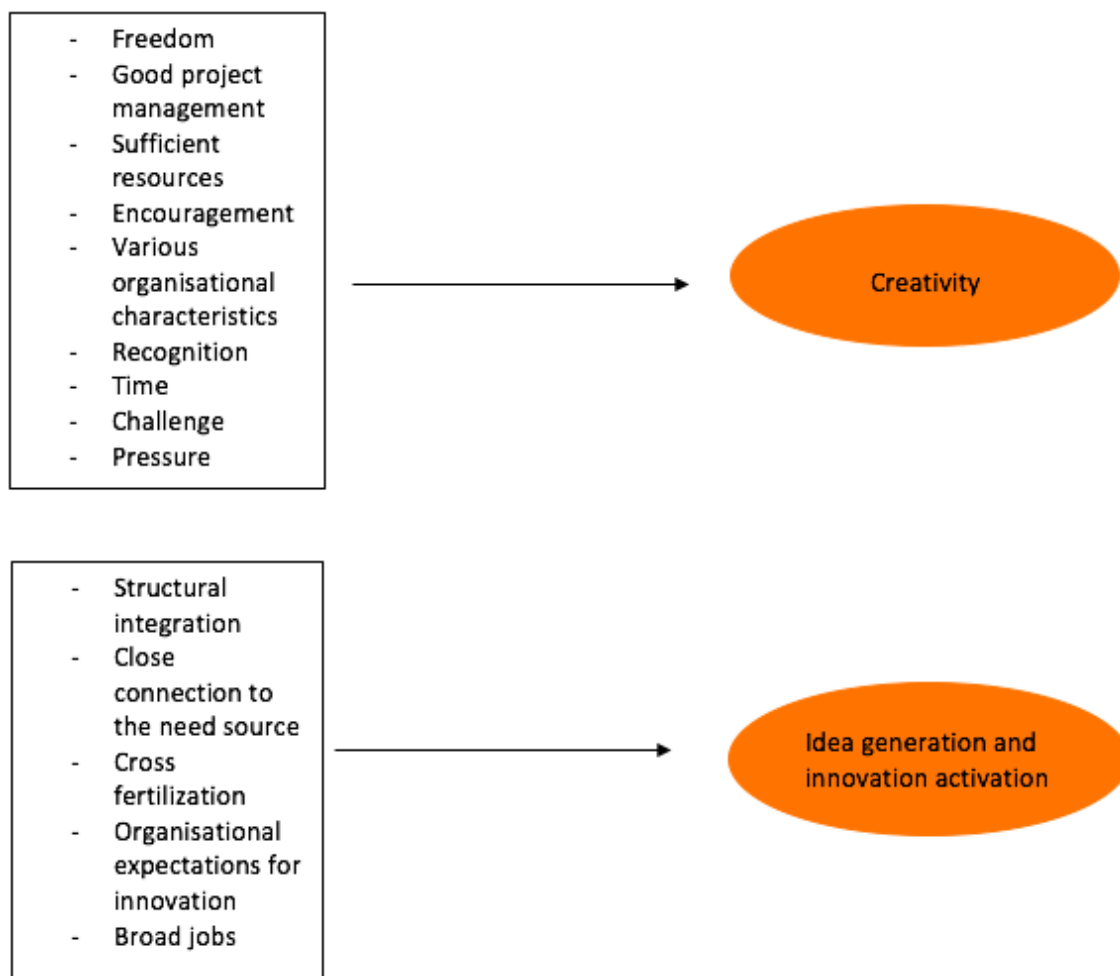 - Freedom
- Good project
management
- Sufficient
resources
- Encouragement
- Various
organisational
characteristics
- Recognition
- Time
- Challenge
- Pressure
Creativity
- Structural
integration
- Close
connection to
the need source
- Cross
fertilization
- Organisational
expectations for
innovation
- Broad jobs
Idea generation and
innovation activation